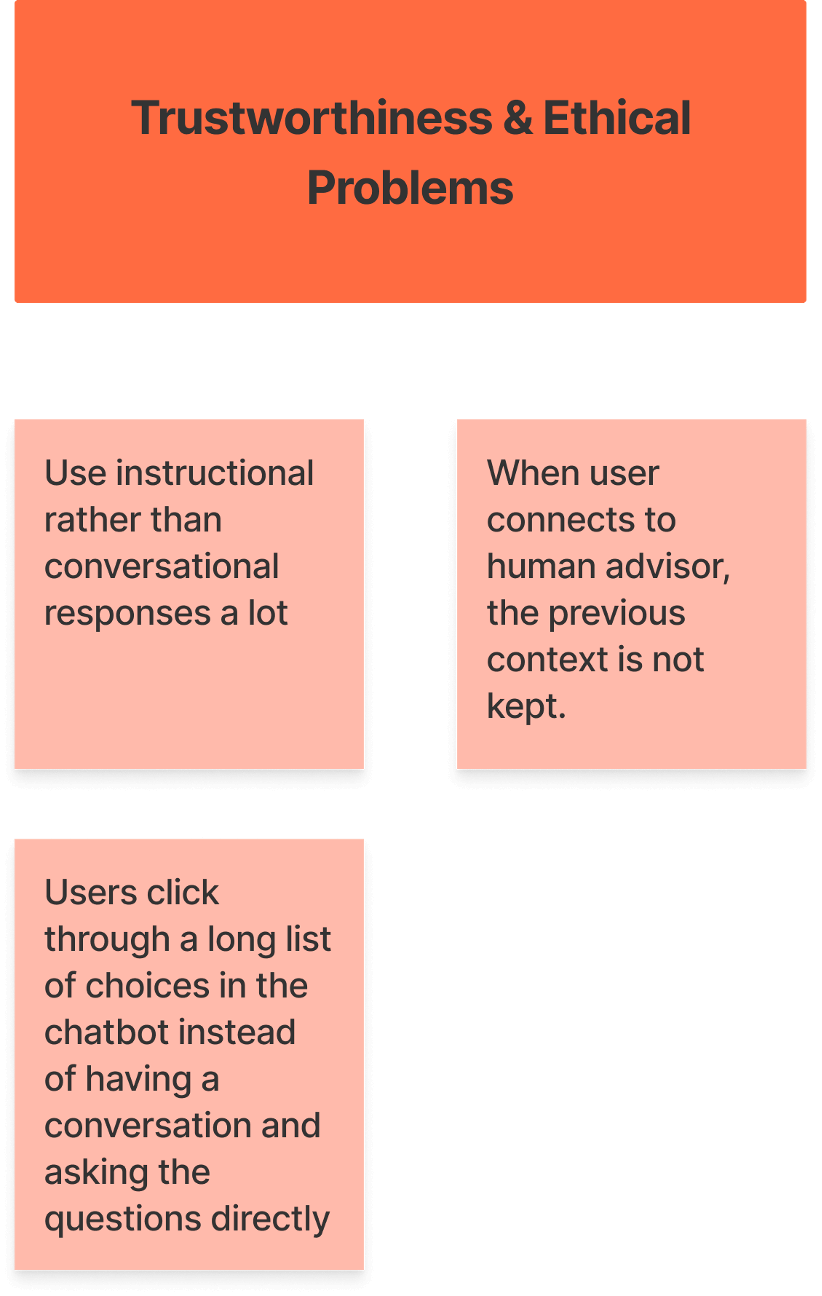 Trustworthiness & Ethical
Problems
Use instructional
rather than
conversational
responses a lot
When user
connects to
human advisor,
the previous
context is not
kept.
Users click
through a long list
of choices in the
chatbot instead
of having a
conversation and
asking the
questions directly